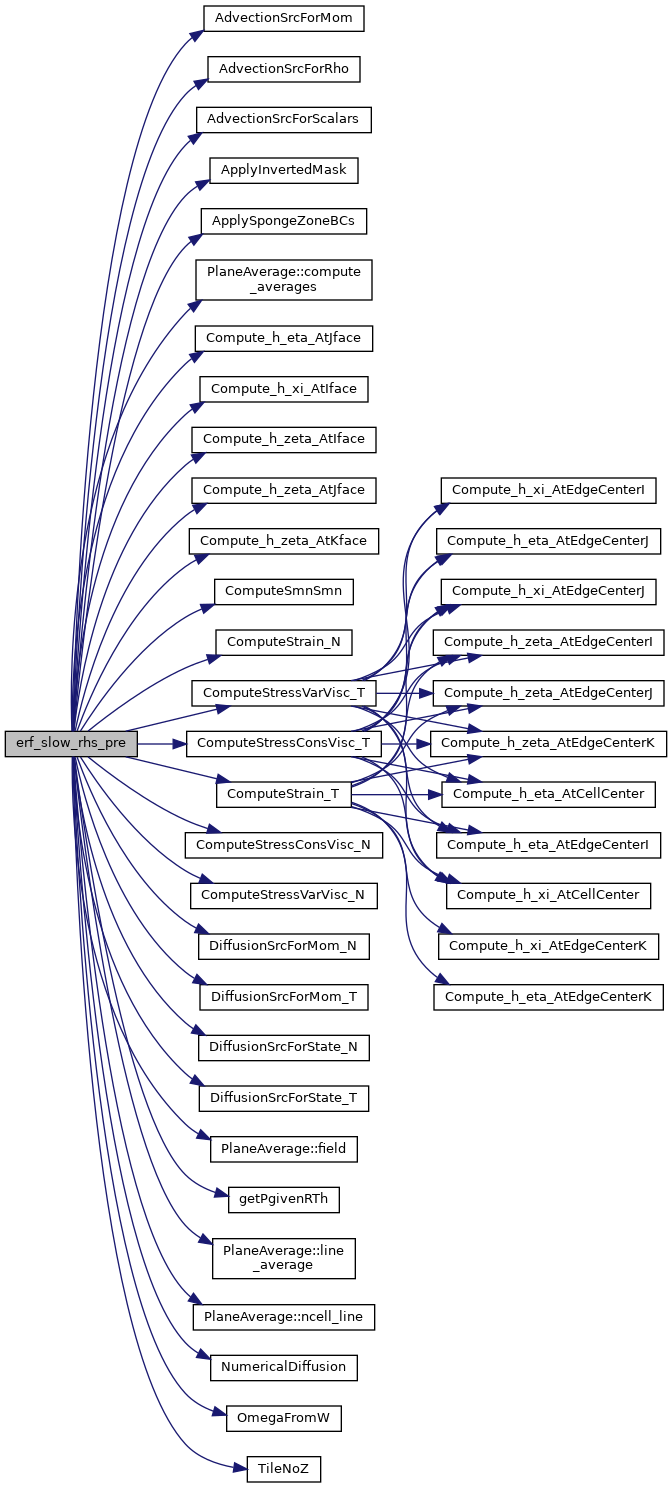 erf_slow_rhs_pre
AdvectionSrcForMom
AdvectionSrcForRho
AdvectionSrcForScalars
ApplyInvertedMask
ApplySpongeZoneBCs
PlaneAverage::compute
_averages
Compute_h_eta_AtJface
Compute_h_xi_AtIface
Compute_h_zeta_AtIface
Compute_h_zeta_AtJface
Compute_h_zeta_AtKface
ComputeSmnSmn
ComputeStrain_N
ComputeStressVarVisc_T
ComputeStressConsVisc_T
ComputeStrain_T
ComputeStressConsVisc_N
ComputeStressVarVisc_N
DiffusionSrcForMom_N
DiffusionSrcForMom_T
DiffusionSrcForState_N
DiffusionSrcForState_T
PlaneAverage::field
getPgivenRTh
PlaneAverage::line
_average
PlaneAverage::ncell_line
NumericalDiffusion
OmegaFromW
TileNoZ
Compute_h_xi_AtEdgeCenterI
Compute_h_eta_AtEdgeCenterJ
Compute_h_xi_AtEdgeCenterJ
Compute_h_zeta_AtEdgeCenterI
Compute_h_zeta_AtEdgeCenterJ
Compute_h_zeta_AtEdgeCenterK
Compute_h_eta_AtCellCenter
Compute_h_eta_AtEdgeCenterI
Compute_h_xi_AtCellCenter
Compute_h_xi_AtEdgeCenterK
Compute_h_eta_AtEdgeCenterK